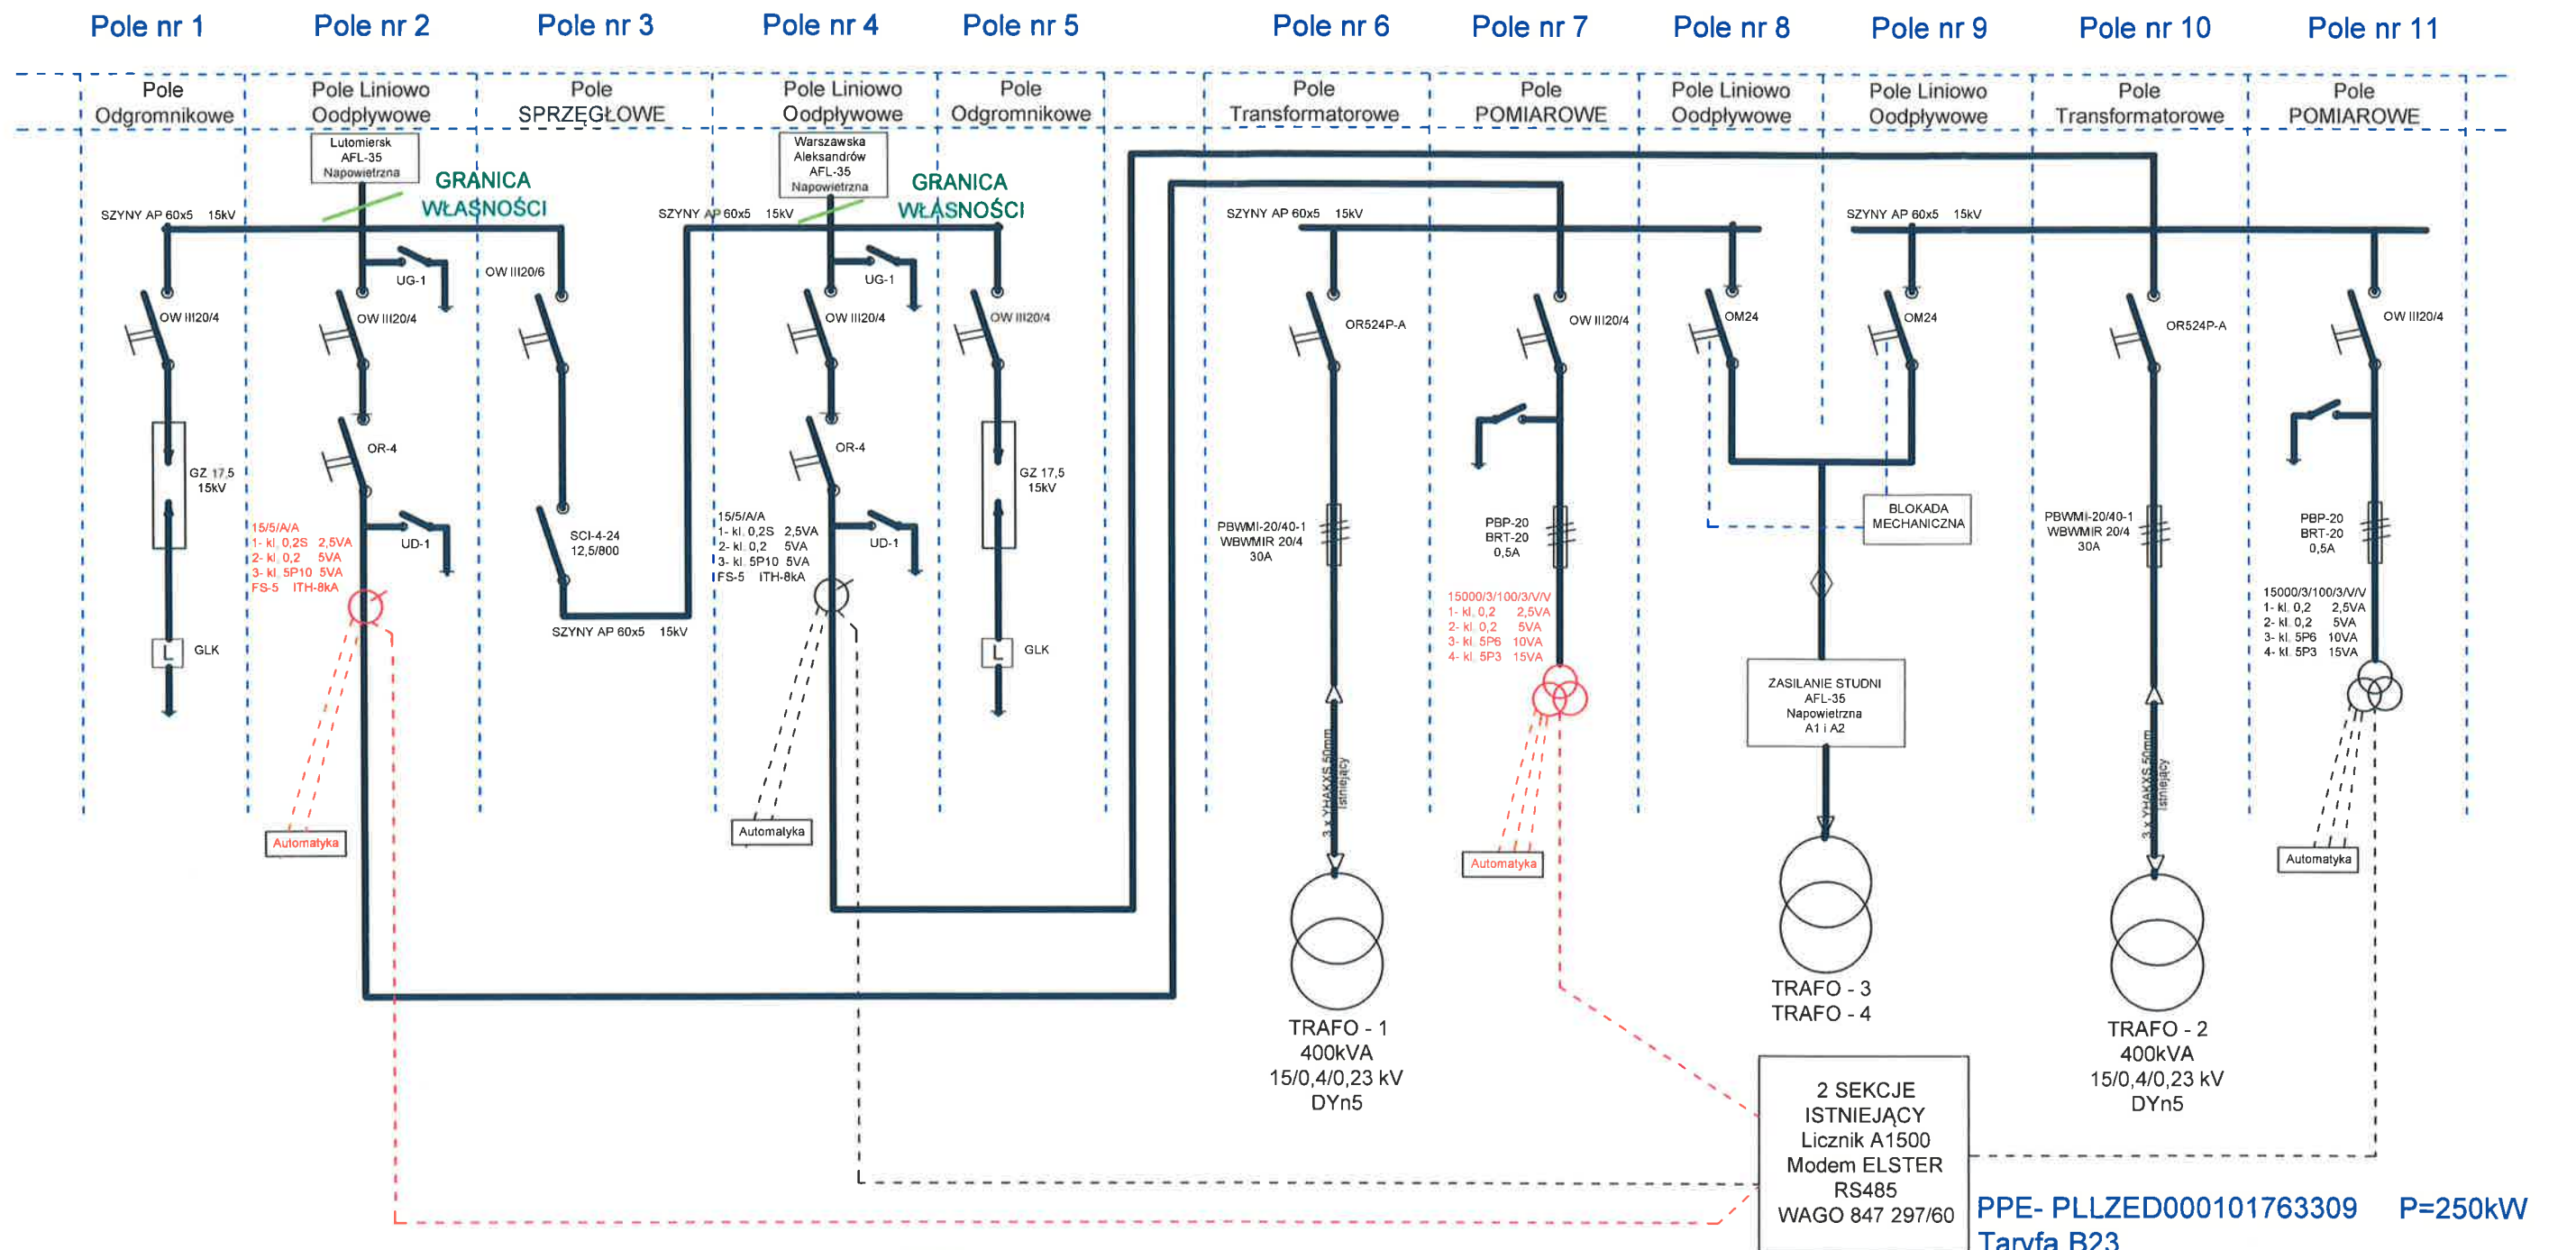 Pole nr 1
Pole nr 2
Pole nr 3
Pole nr 4
Pole nr 5
Pole nr 6
Pole nr 7
Pole nr 8
Pole nr 9
Pole nr 10
Pole nr 11
Pole
Odgromnikowe
Pole Liniowo
Oodpływowe
Pole
SPRZĘGŁOWE
Pole Liniowo
Oodpływowe
Pole
Odgromnikowe
Pole
Transformatorowe
Pole
POMIAROWE
Pole Liniowo
Oodpływowe
Pole Liniowo
Oodpływowe
Pole
Transformatorowe
Pole
POMIAROWE
Lutomiersk
AFL-35
Napowietrzna
GRANICA
WŁASNOŚCI
Warszawska
Aleksandrów
AFL-35
Napowietrzna
GRANICA
WŁASNOŚCI
SZYNY AP 60x5 15kV
SZYNY AP 60x5 15kV
SZYNY AP 60x5 15kV
SZYNY AP 60x5 15kV
OW III20/4
GZ 17,5
15kV
L
GLK
UG-1
OW III20/4
OR-4
15/5/A/A
1- kl. 0,2S 2,5VA
2- kl. 0,2 5VA
3- kl. 5P10 5VA
FS-5 ITH-8kA
UD-1
Automatyka
OW III20/6
SCI-4-24
12,5/800
SZYNY AP 60x5 15kV
UG-1
OW III20/4
OR-4
15/5/A/A
1- kl. 0,2S 2,5VA
2- kl. 0,2 5VA
3- kl. 5P10 5VA
FS-5 ITH-8kA
UD-1
Automatyka
OW III20/4
GZ 17,5
15kV
L
GLK
OR524P-A
PBWMI-20/40-1
WBWMIR 20/4
30A
3 x YHAKXS 50mm
Istniejący
TRAFO - 1
400kVA
15/0,4/0,23 kV
DYn5
OW III20/4
PBP-20
BRT-20
0,5A
15000/3/100/3/V/V
1- kl. 0,2 2,5VA
2- kl. 0,2 5VA
3- kl. 5P6 10VA
4- kl. 5P3 15VA
Automatyka
OM24
OM24
BLOKADA
MECHANICZNA
ZASILANIE STUDNI
AFL-35
Napowietrzna
A1 i A2
TRAFO - 3
TRAFO - 4
OR524P-A
PBWMI-20/40-1
WBWMIR 20/4
30A
3 x YHAKXS 50mm
Istniejący
TRAFO - 2
400kVA
15/0,4/0,23 kV
DYn5
OW III20/4
PBP-20
BRT-20
0,5A
15000/3/100/3/V/V
1- kl. 0,2 2,5VA
2- kl. 0,2 5VA
3- kl. 5P6 10VA
4- kl. 5P3 15VA
Automatyka
2 SEKCJE
ISTNIEJĄCY
Licznik A1500
Modem ELSTER
RS485
WAGO 847 297/60
PPE- PLLZED000101763309 P=250kW
Taryfa B23